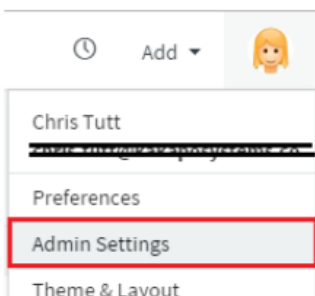 Add
Chris Tutt
Preferences
Admin Settings
Theme & Layout